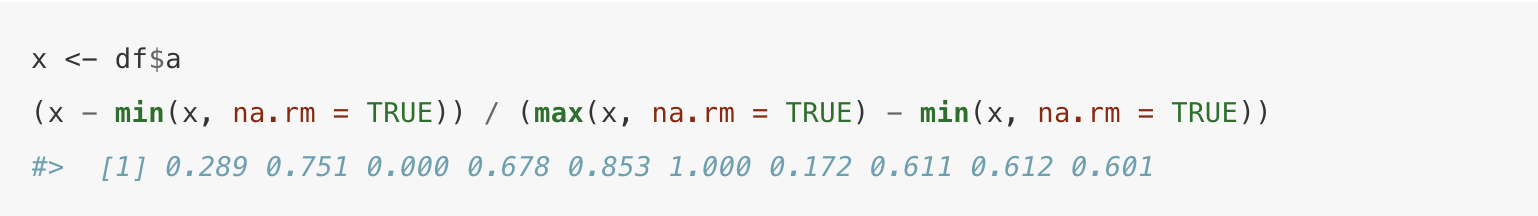 x <- df$a
(x - min(x, na.rm = TRUE)) / (max(x, na.rm = TRUE) - min(x, na.rm = TRUE))
#>  [1] 0.289 0.751 0.000 0.678 0.853 1.000 0.172 0.611 0.612 0.601